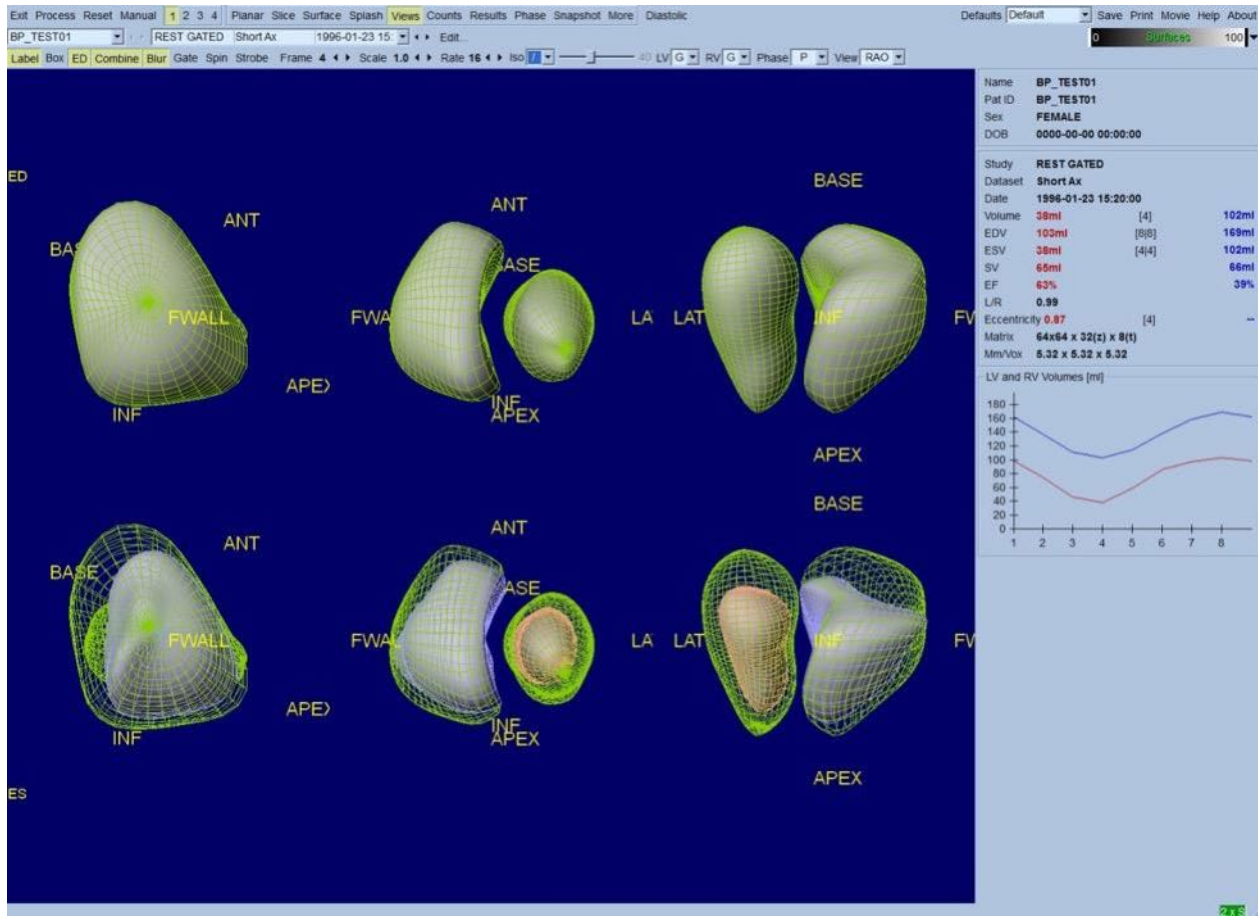 Exit Process Reset Manual 1 2 3 4 Planar Slice Surface Splash Views Counts Results Phase Snapshot More Diastolic Defaults Default Save Print Movie Help About
BP_TEST01 REST GATED Short Ax 1996-01-23 15: Edit... 0 Surfaces 100
Label Box ED Combine Blur Gate Spin Strobe Frame 4 Scale 1.0 Rate 16 Iso / 40 LV G RV G Phase P View RAO
Name BP_TEST01
Pat ID BP_TEST01
Sex FEMALE
DOB 0000-00-00 00:00:00
Study REST GATED
Dataset Short Ax
Date 1996-01-23 15:20:00
Volume 38ml [4] 102ml
EDV 103ml [8|8] 169ml
ESV 38ml [4|4] 102ml
SV 65ml 66ml
EF 63% 39%
L/R 0.99
Eccentricity 0.87 [4] --
Matrix 64x64 x 32(z) x 8(t)
Mm/Vox 5.32 x 5.32 x 5.32
LV and RV Volumes [ml]
180
160
140
120
100
80
60
40
20
0
1 2 3 4 5 6 7 8
ED
BASE
ANT
ANT
BAS
ASE
FWALL
FWA
LA
LAT
INF
FW
APEX
INF
INF
APEX
APEX
BASE
ANT
ANT
BASE
ASE
FWALL
FWAL
LA
LAT
INF
FW
APEX
INF
INF
APEX
APEX
ES
2 x S